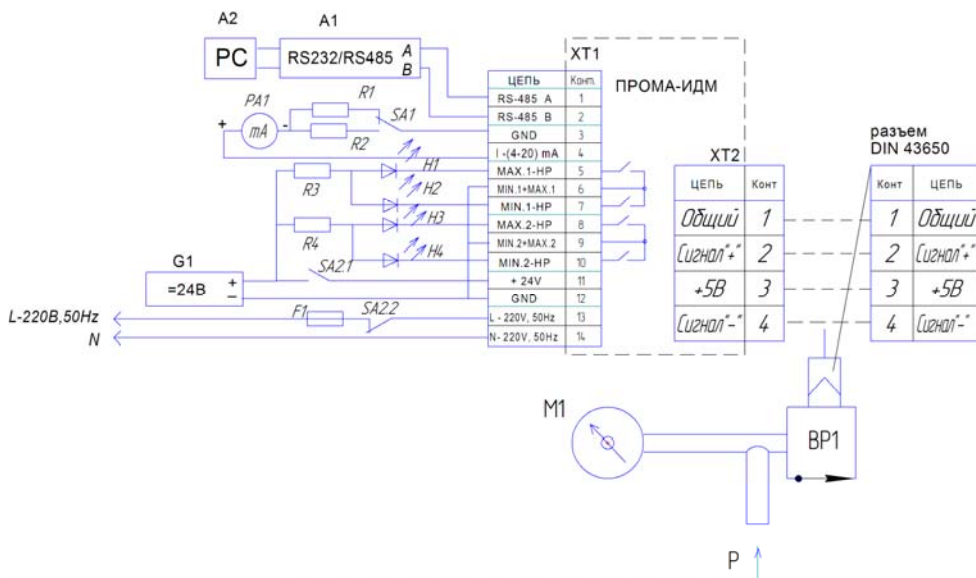 A2
A1
XT1
PC
RS232/RS485
A
B
ПРОМА-ИДМ
ЦЕПЬ Конт.
RS-485 A 1
RS-485 B 2
GND 3
I -(4-20) mA 4
MAX.1-HP 5
MIN.1+MAX.1 6
MIN.1-HP 7
MAX.2-HP 8
MIN.2+MAX.2 9
MIN.2-HP 10
+ 24V 11
GND 12
L - 220V, 50Hz 13
N- 220V, 50Hz 14
PA1
+
mA
-
R1
R2
SA1
H1
H2
H3
H4
R3
R4
G1
=24В
+
–
SA2.1
F1
SA2.2
L-220В,50Hz
N
XT2
ЦЕПЬ Конт
Общий 1
Сигнал"+" 2
+5В 3
Сигнал"-" 4
разъем
DIN 43650
Конт ЦЕПЬ
1 Общий
2 Сигнал"+"
3 +5В
4 Сигнал"-"
M1
BP1
P